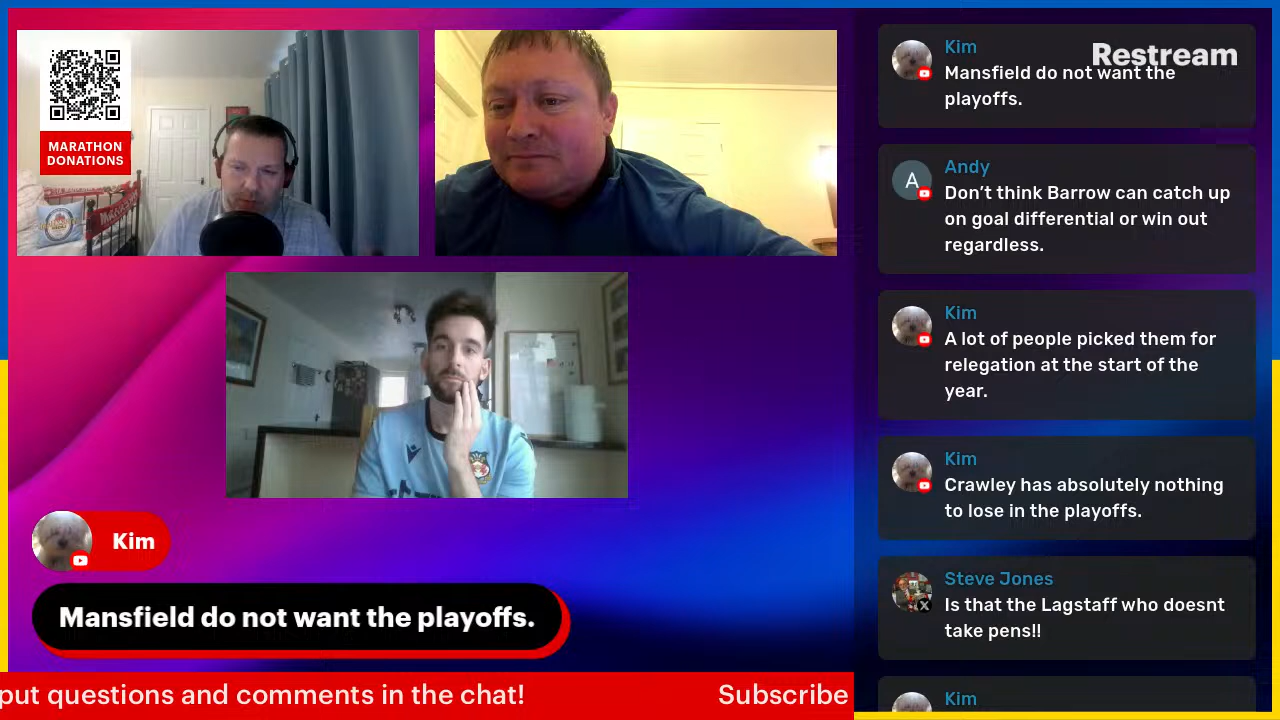 MARATHON
DONATIONS
Kim
Mansfield do not want the playoffs.
put questions and comments in the chat!
Subscribe
Restream
Kim
Mansfield do not want the
playoffs.
A
Andy
Don’t think Barrow can catch up
on goal differential or win out
regardless.
Kim
A lot of people picked them for
relegation at the start of the
year.
Kim
Crawley has absolutely nothing
to lose in the playoffs.
Steve Jones
Is that the Lagstaff who doesnt
take pens!!
Kim